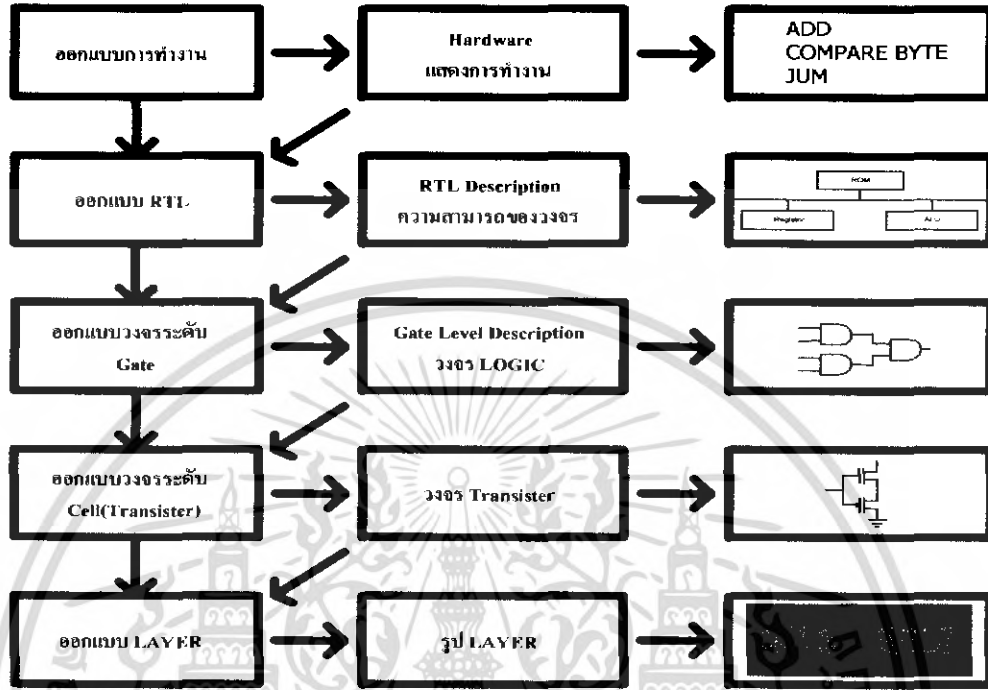 ออกแบบการทำงาน
Hardware
แสดงการทำงาน
ADD
COMPARE BYTE
JUM
ออกแบบ RTL
RTL Description
ความสามารถของวงจร
ROM
Register
ออกแบบวงจรระดับ
Gate
Gate Level Description
วงจร LOGIC
ออกแบบวงจรระดับ
Cell(Transister)
วงจร Transister
ออกแบบ LAYER
รูป LAYER